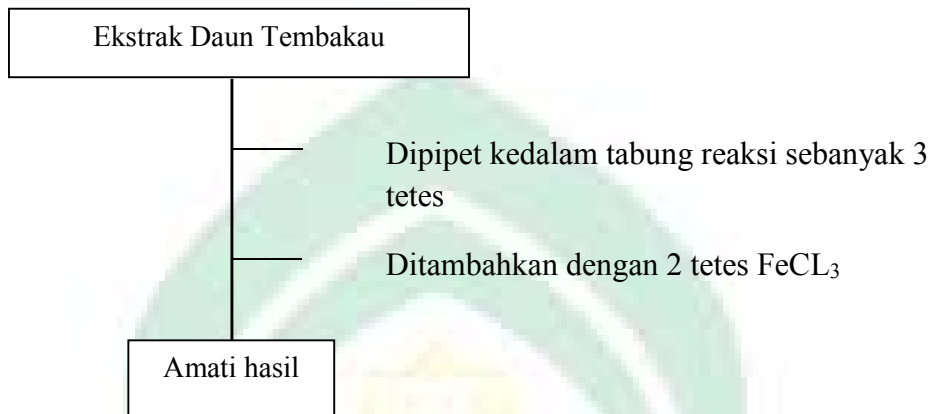 Ekstrak Daun Tembakau
Dipipet kedalam tabung reaksi sebanyak 3
tetes
Ditambahkan dengan 2 tetes FeCL₃
Amati hasil